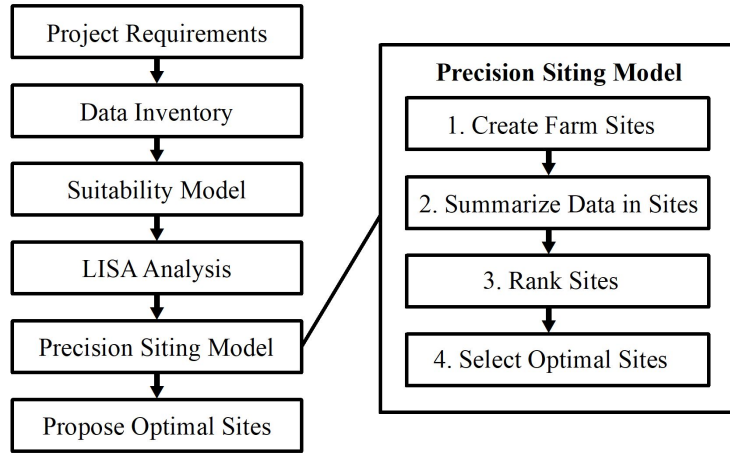 Project Requirements
Data Inventory
Suitability Model
LISA Analysis
Precision Siting Model
Propose Optimal Sites
Precision Siting Model
1. Create Farm Sites
2. Summarize Data in Sites
3. Rank Sites
4. Select Optimal Sites